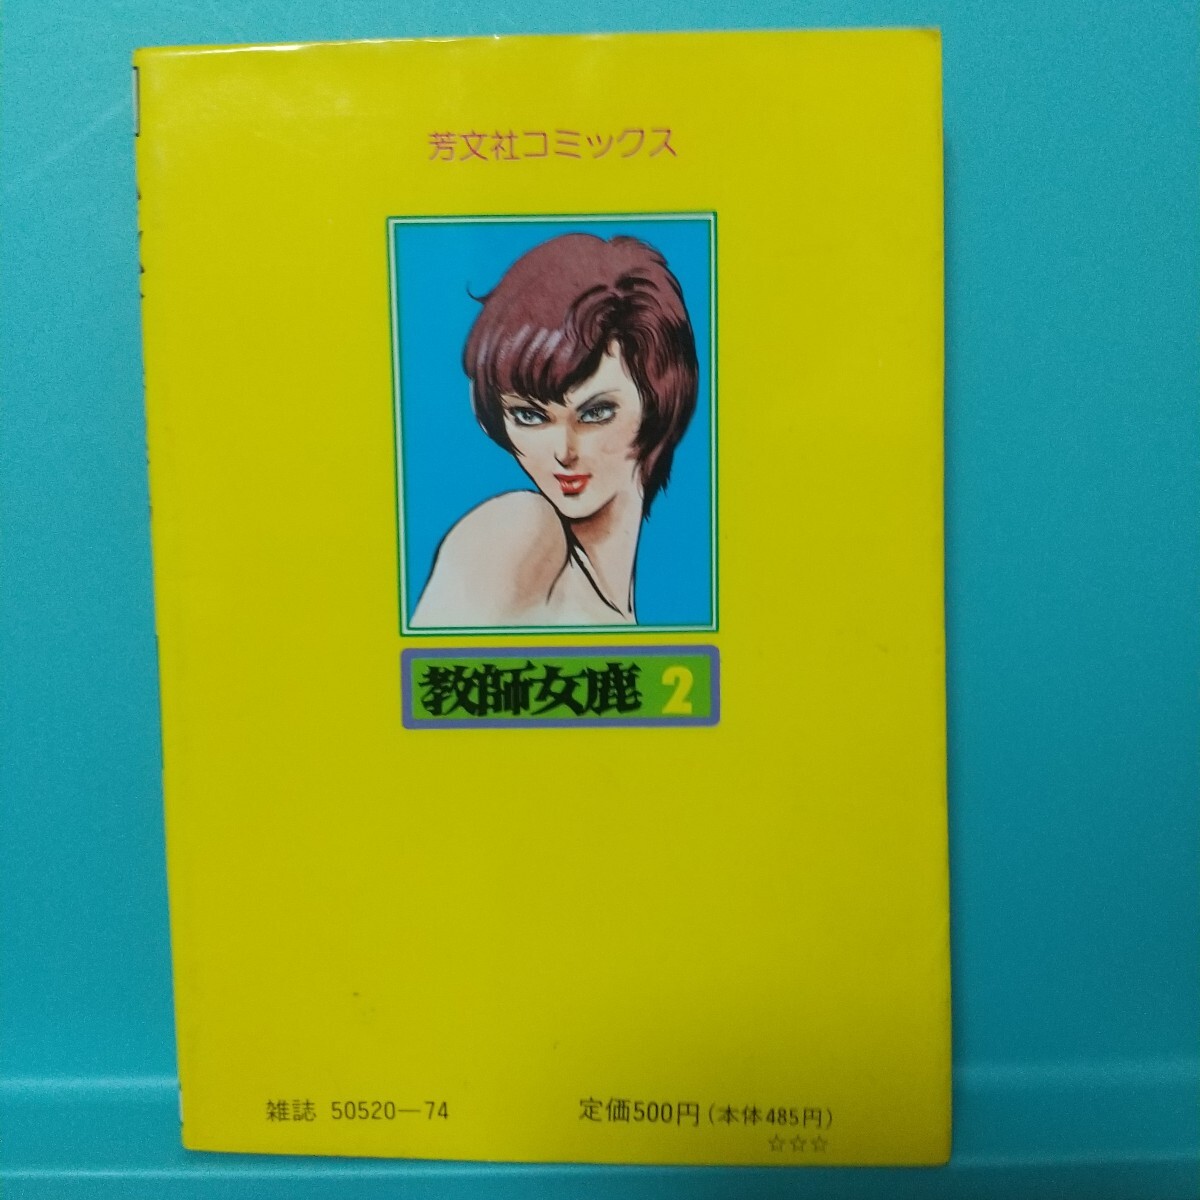 芳文社コミックス
教師女鹿 2
雑誌 50520—74
定価500円(本体485円)
☆☆☆